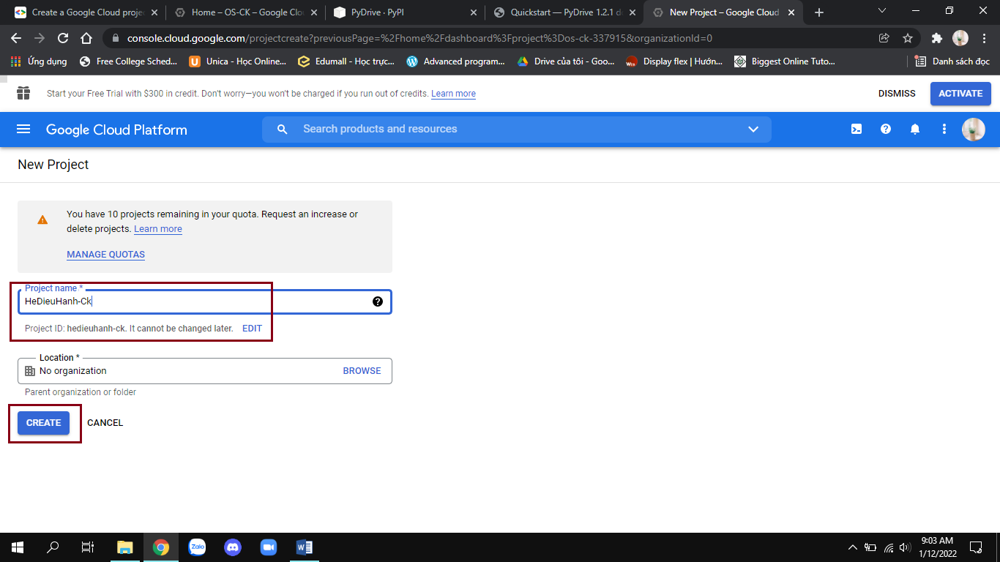 Create a Google Cloud proje
Home – OS-CK – Google Clou
PyDrive · PyPI
Quickstart — PyDrive 1.2.1 d
New Project – Google Cloud
console.cloud.google.com/projectcreate?previousPage=%2Fhome%2Fdashboard%3Fproject%3Dos-ck-337915&organizationId=0
Ứng dụng
Free College Sched...
Unica - Học Online...
Edumall - Học trực...
Advanced program...
Drive của tôi - Goo...
Display flex | Hướn...
Biggest Online Tuto...
Danh sách đọc
Start your Free Trial with $300 in credit. Don't worry—you won't be charged if you run out of credits. Learn more
DISMISS
ACTIVATE
Google Cloud Platform
Search products and resources
New Project
You have 10 projects remaining in your quota. Request an increase or
delete projects. Learn more
MANAGE QUOTAS
Project name *
HeDieuHanh-Ck
Project ID: hedieuhanh-ck. It cannot be changed later. EDIT
Location *
No organization
BROWSE
Parent organization or folder
CREATE
CANCEL
Zalo
9:03 AM
1/12/2022